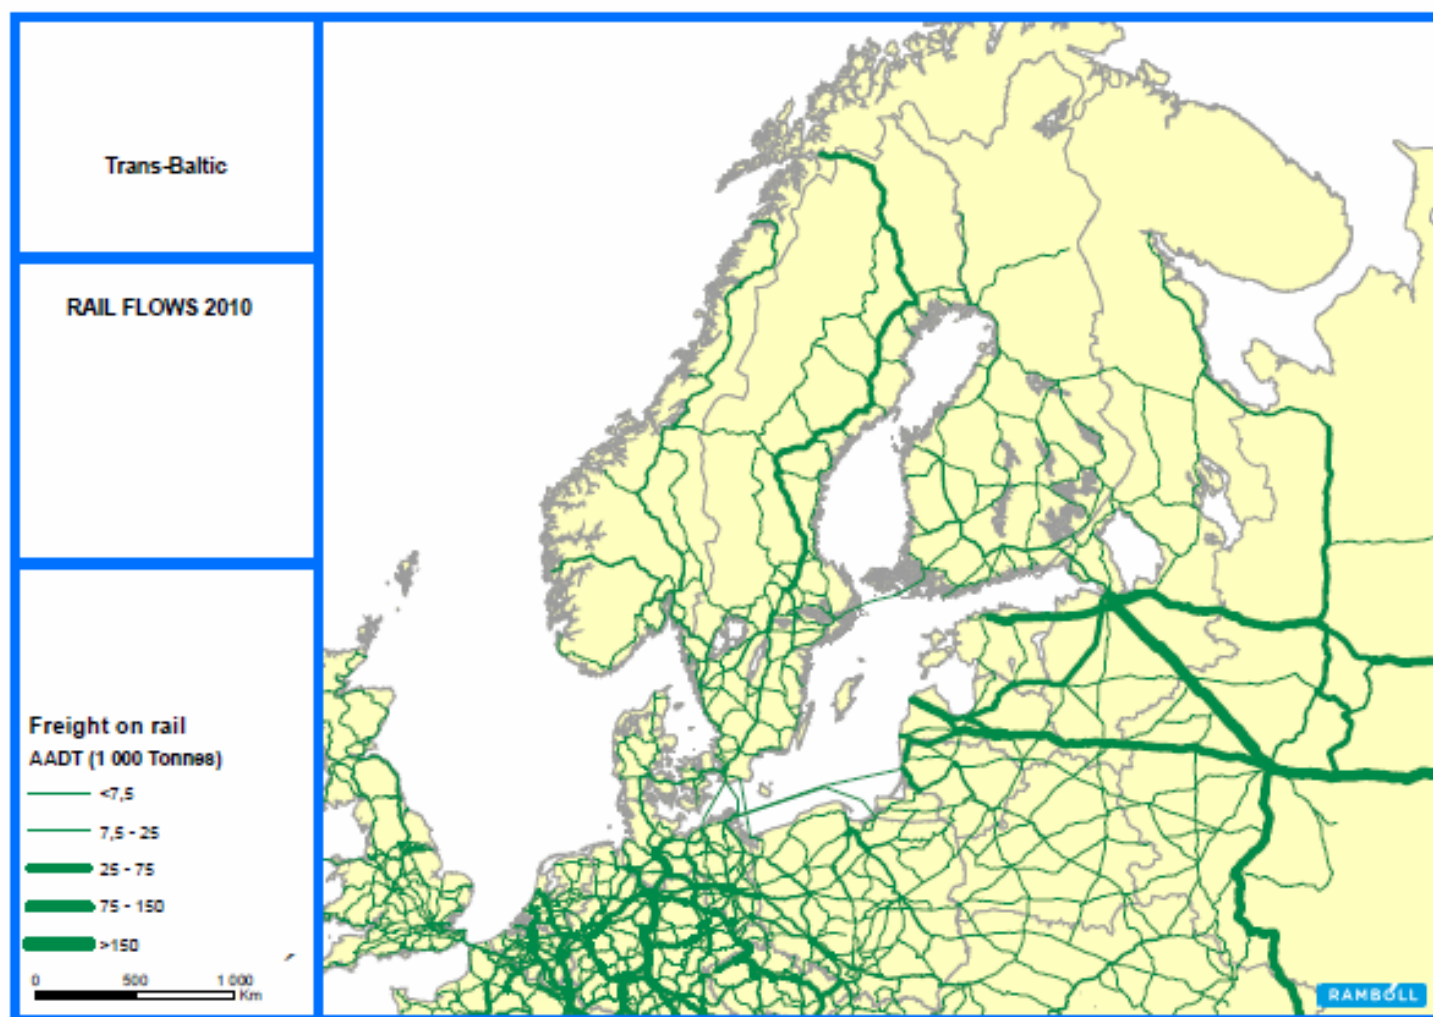 Trans-Baltic
RAIL FLOWS 2010
Freight on rail
AADT (1 000 Tonnes)
<7,5
7,5 - 25
25 - 75
75 - 150
>150
0 500 1 000
Km
RAMBOLL